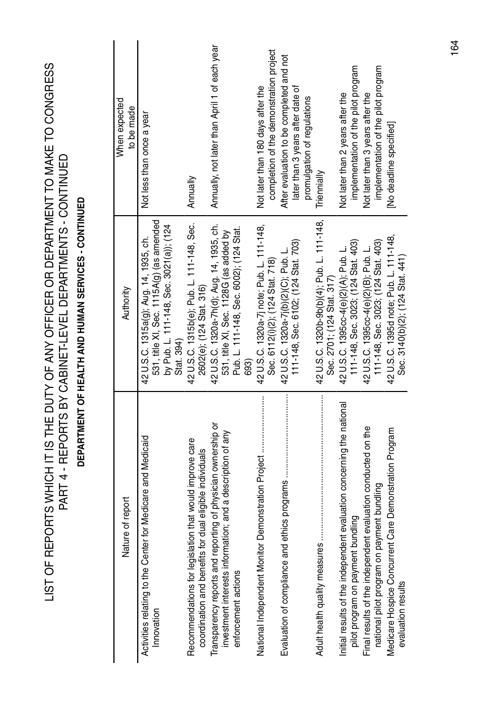 LIST OF REPORTS WHICH IT IS THE DUTY OF ANY OFFICER OR DEPARTMENT TO MAKE TO CONGRESS
PART 4 - REPORTS BY CABINET-LEVEL DEPARTMENTS - CONTINUED
DEPARTMENT OF HEALTH AND HUMAN SERVICES - CONTINUED
Nature of report
Authority
When expected
to be made
Activities relating to the Center for Medicare and Medicaid
Innovation
42 U.S.C. 1315a(g); Aug. 14, 1935, ch.
531, title XI, Sec. 1115A(g) (as amended
by Pub. L. 111-148, Sec. 3021(a)); (124
Stat. 394)
Not less than once a year
Recommendations for legislation that would improve care
coordination and benefits for dual eligible individuals
42 U.S.C. 1315b(e); Pub. L. 111-148, Sec.
2602(e); (124 Stat. 316)
Annually
Transparency reports and reporting of physician ownership or
investment interests information; and a description of any
enforcement actions
42 U.S.C. 1320a-7h(d); Aug. 14, 1935, ch.
531, title XI, Sec. 1128G (as added by
Pub. L. 111-148, Sec. 6002); (124 Stat.
693)
Annually, not later than April 1 of each year
National Independent Monitor Demonstration Project
42 U.S.C. 1320a-7j note; Pub. L. 111-148,
Sec. 6112(i)(2); (124 Stat. 718)
Not later than 180 days after the
completion of the demonstration project
Evaluation of compliance and ethics programs
42 U.S.C. 1320a-7j(b)(2)(C); Pub. L.
111-148, Sec. 6102; (124 Stat. 703)
After evaluation to be completed and not
later than 3 years after date of
promulgation of regulations
Adult health quality measures
42 U.S.C. 1320b-9b(b)(4); Pub. L. 111-148,
Sec. 2701; (124 Stat. 317)
Triennially
Initial results of the independent evaluation concerning the national
pilot program on payment bundling
42 U.S.C. 1395cc-4(e)(2)(A); Pub. L.
111-148, Sec. 3023; (124 Stat. 403)
Not later than 2 years after the
implementation of the pilot program
Final results of the independent evaluation conducted on the
national pilot program on payment bundling
42 U.S.C. 1395cc-4(e)(2)(B); Pub. L.
111-148, Sec. 3023; (124 Stat. 403)
Not later than 3 years after the
implementation of the pilot program
Medicare Hospice Concurrent Care Demonstration Program
evaluation results
42 U.S.C. 1395d note; Pub. L. 111-148,
Sec. 3140(b)(2); (124 Stat. 441)
[No deadline specified]
164